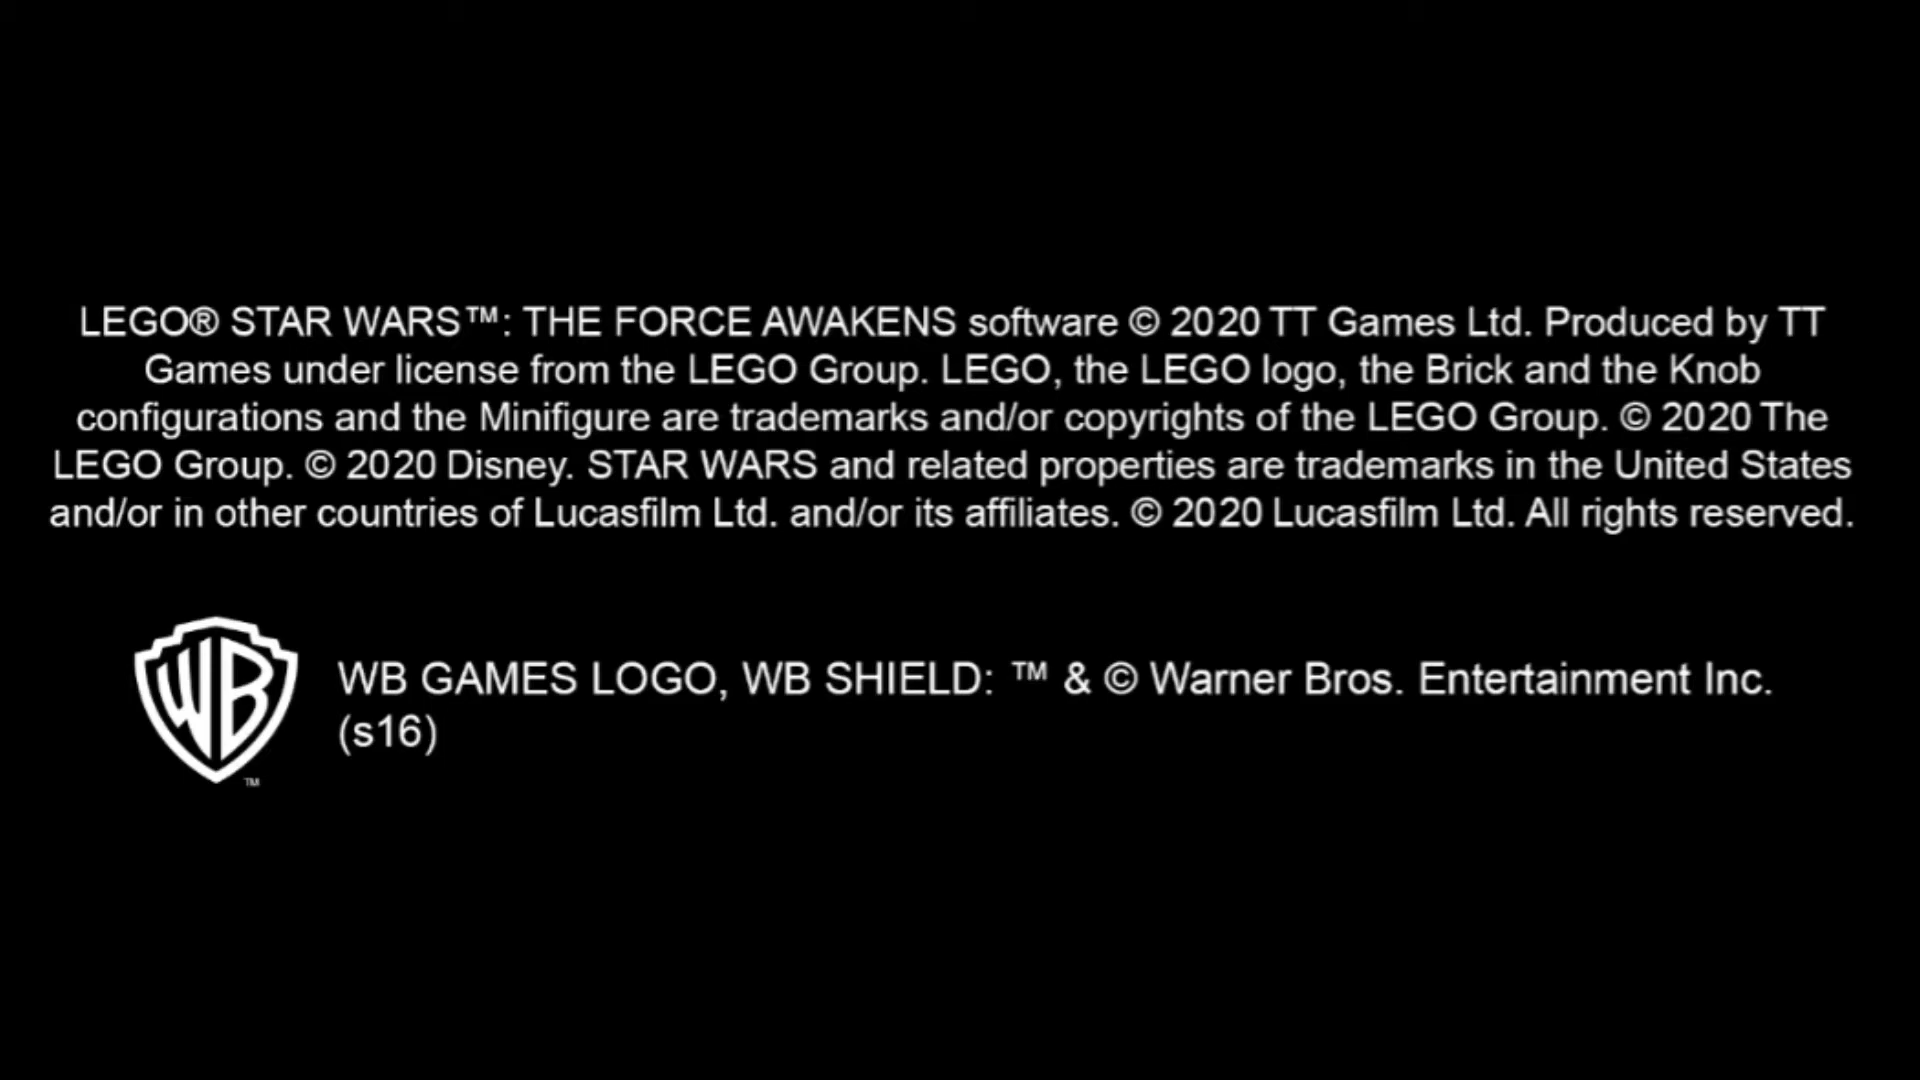 LEGO® STAR WARS™: THE FORCE AWAKENS software © 2020 TT Games Ltd. Produced by TT
Games under license from the LEGO Group. LEGO, the LEGO logo, the Brick and the Knob
configurations and the Minifigure are trademarks and/or copyrights of the LEGO Group. © 2020 The
LEGO Group. © 2020 Disney. STAR WARS and related properties are trademarks in the United States
and/or in other countries of Lucasfilm Ltd. and/or its affiliates. © 2020 Lucasfilm Ltd. All rights reserved.
WB
TM
WB GAMES LOGO, WB SHIELD: ™ & © Warner Bros. Entertainment Inc.
(s16)